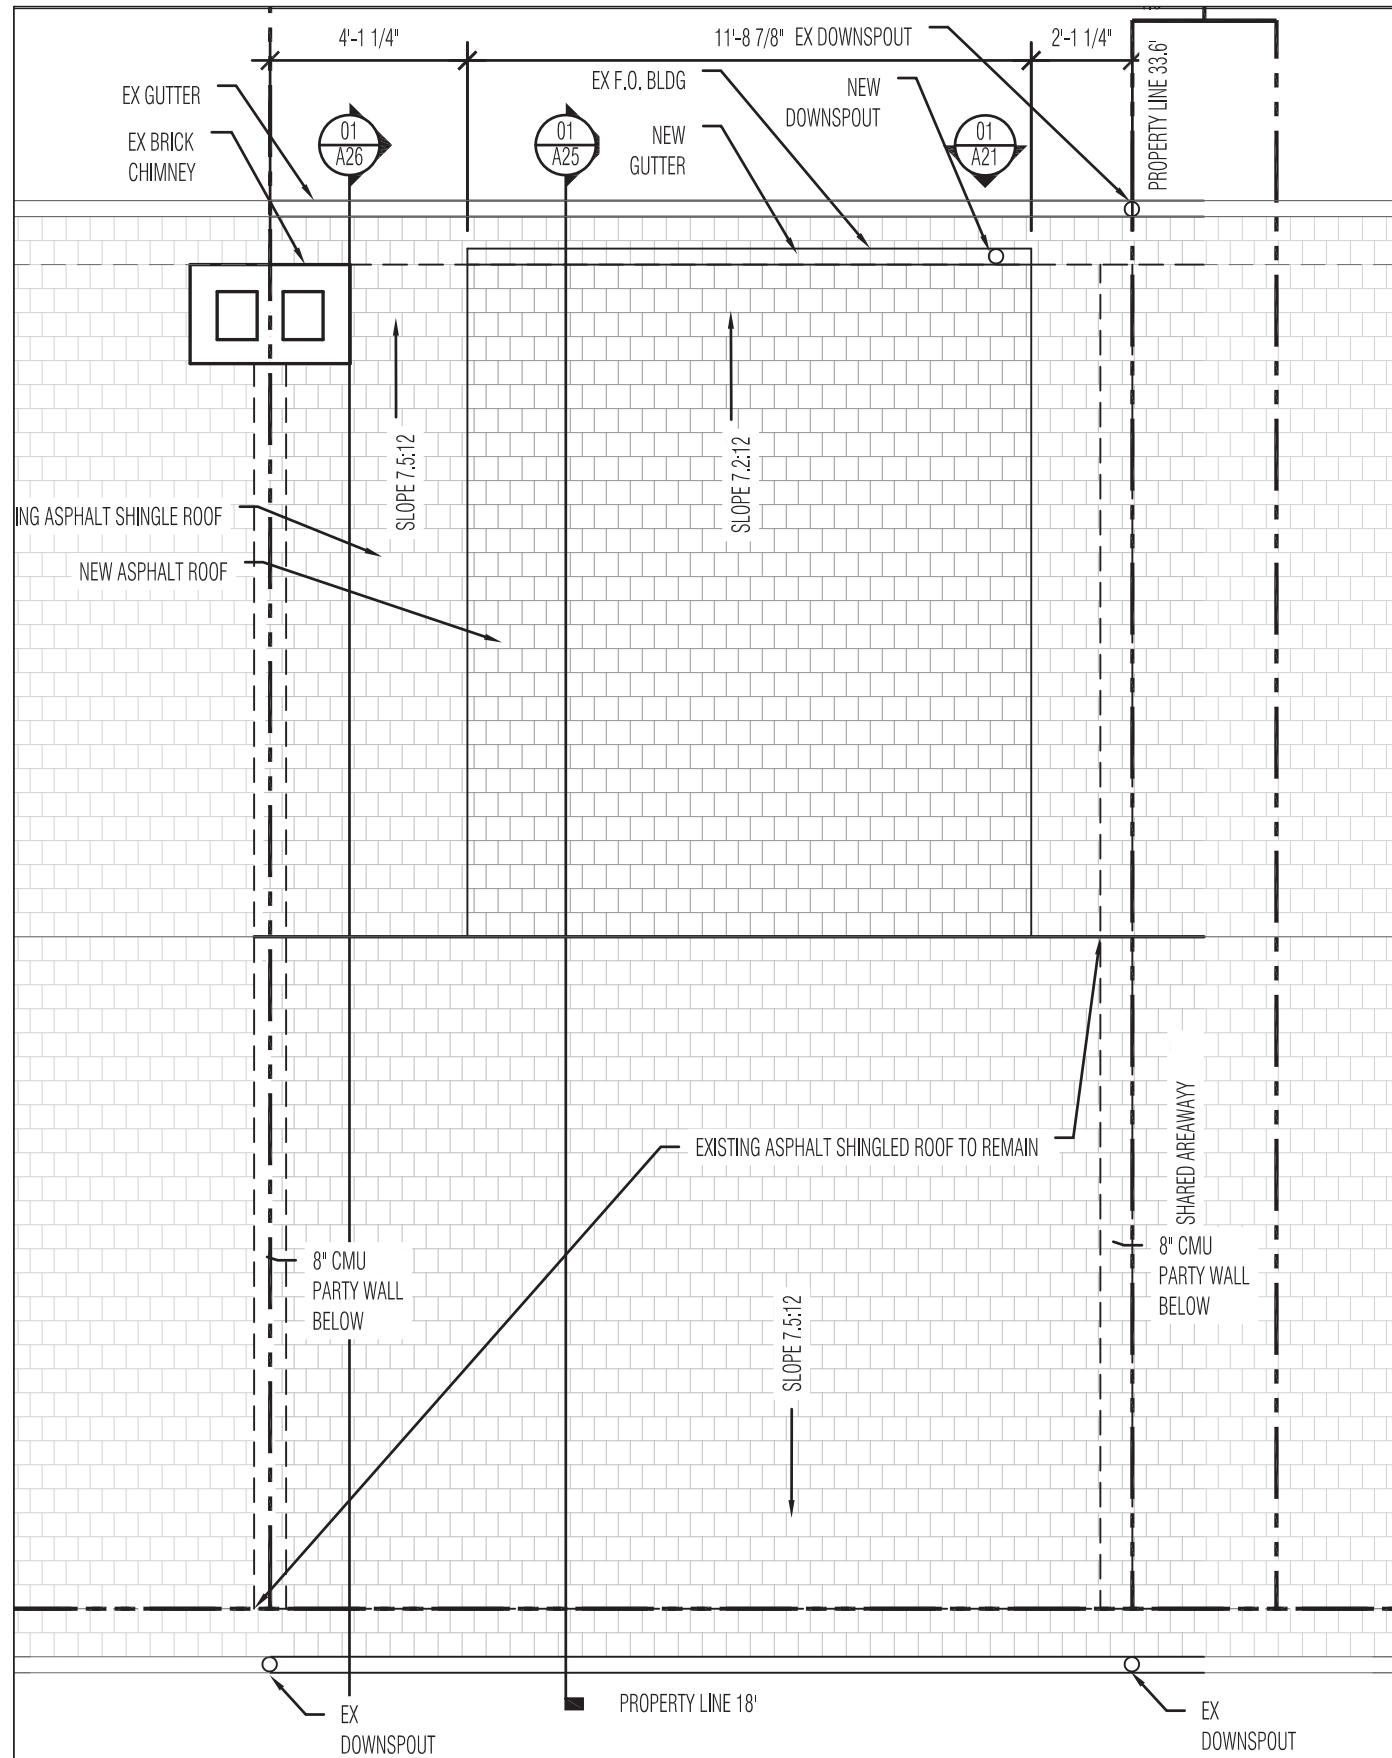 4'-1 1/4"
11'-8 7/8"
EX DOWNSPOUT
2'-1 1/4"
EX GUTTER
EX F.O. BLDG
NEW
DOWNSPOUT
PROPERTY LINE 33.6'
EX BRICK
CHIMNEY
01
A26
01
A25
NEW
GUTTER
01
A21
SLOPE 7.5:12
SLOPE 7.2:12
ING ASPHALT SHINGLE ROOF
NEW ASPHALT ROOF
EXISTING ASPHALT SHINGLED ROOF TO REMAIN
SHARED AREAWAYY
8" CMU
PARTY WALL
BELOW
8" CMU
PARTY WALL
BELOW
SLOPE 7.5:12
PROPERTY LINE 18'
EX
DOWNSPOUT
EX
DOWNSPOUT